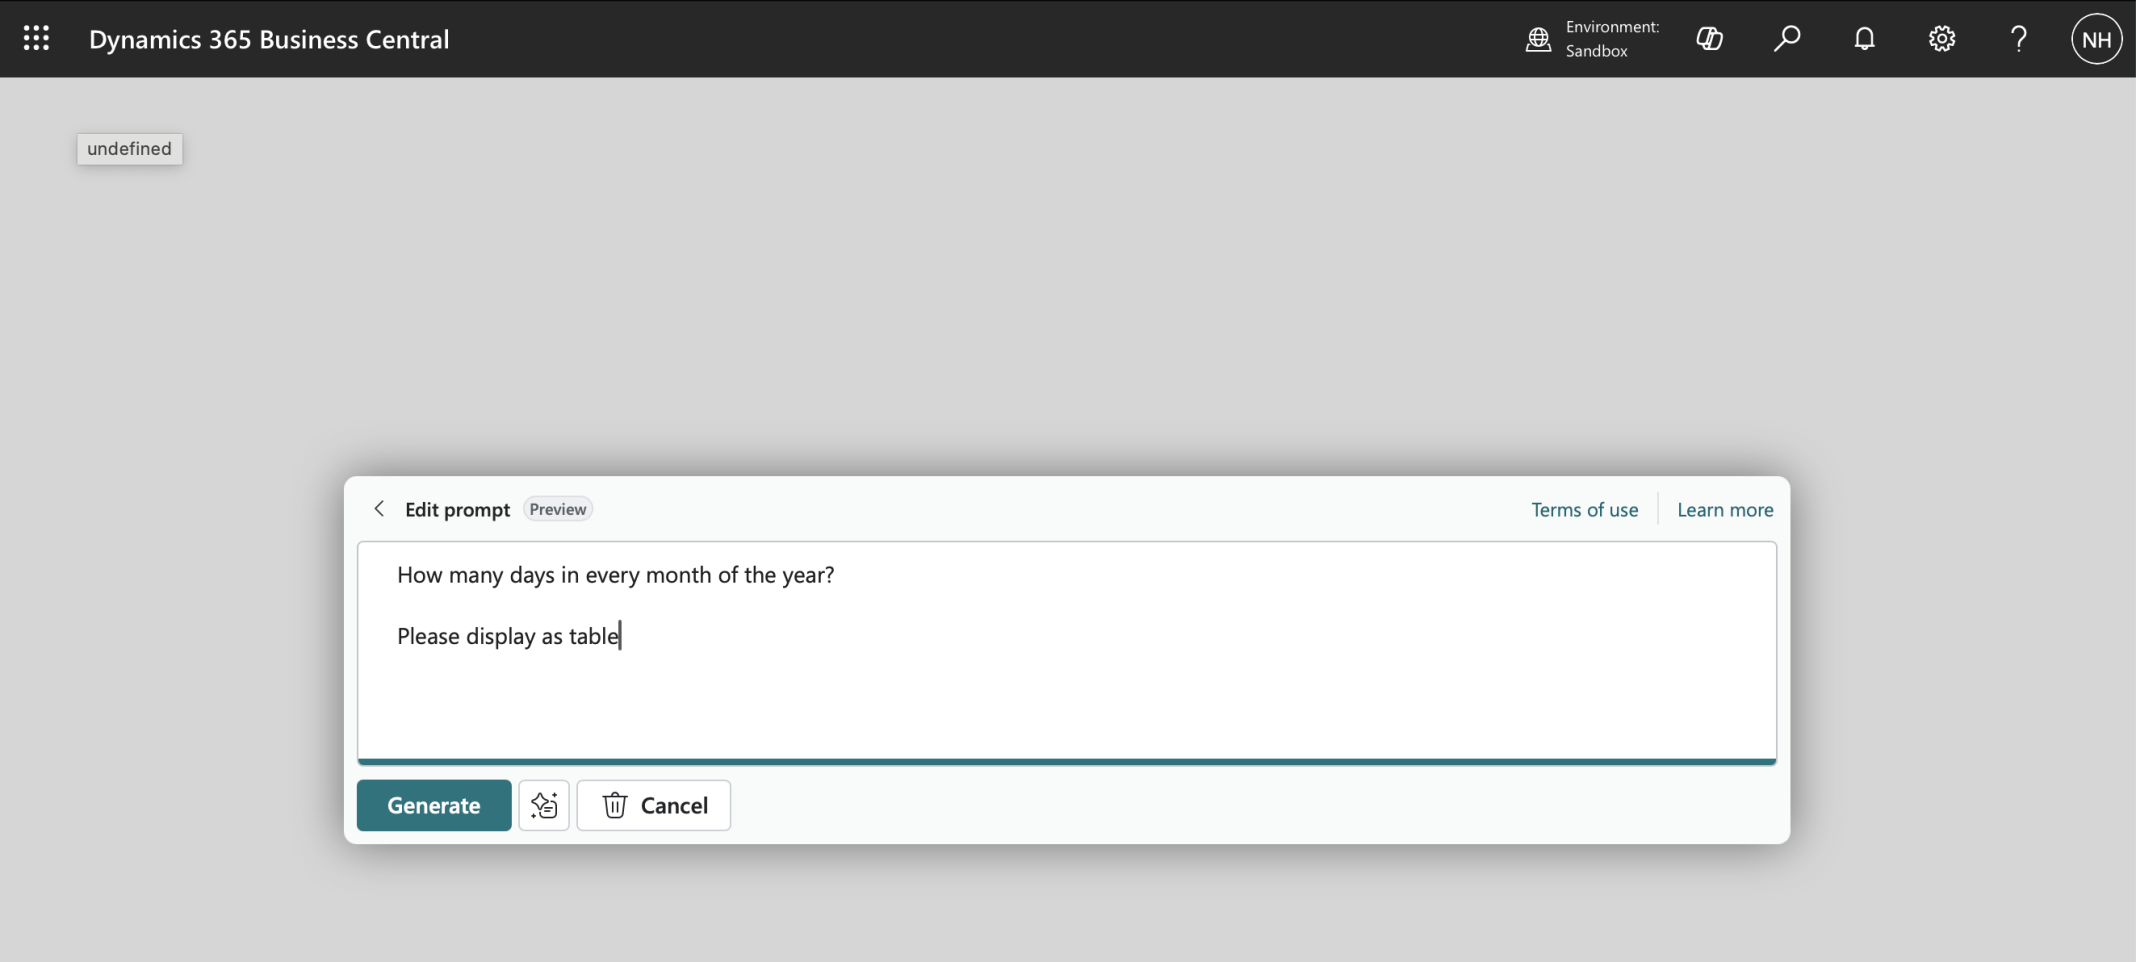 Dynamics 365 Business Central
Environment:
Sandbox
NH
undefined
Edit prompt
Preview
Terms of use
Learn more
How many days in every month of the year?
Please display as table
Generate
Cancel